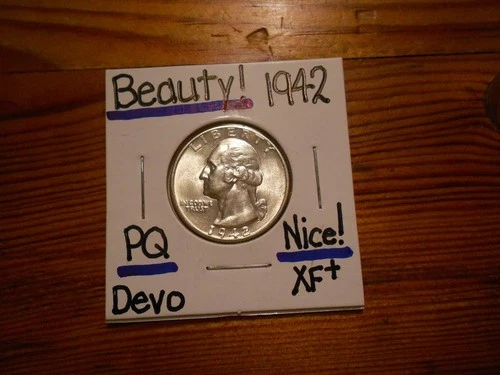 Beauty! 1942
LIBERTY
IN GOD WE
TRUST
1942
PQ
Nice!
Devo
XF+